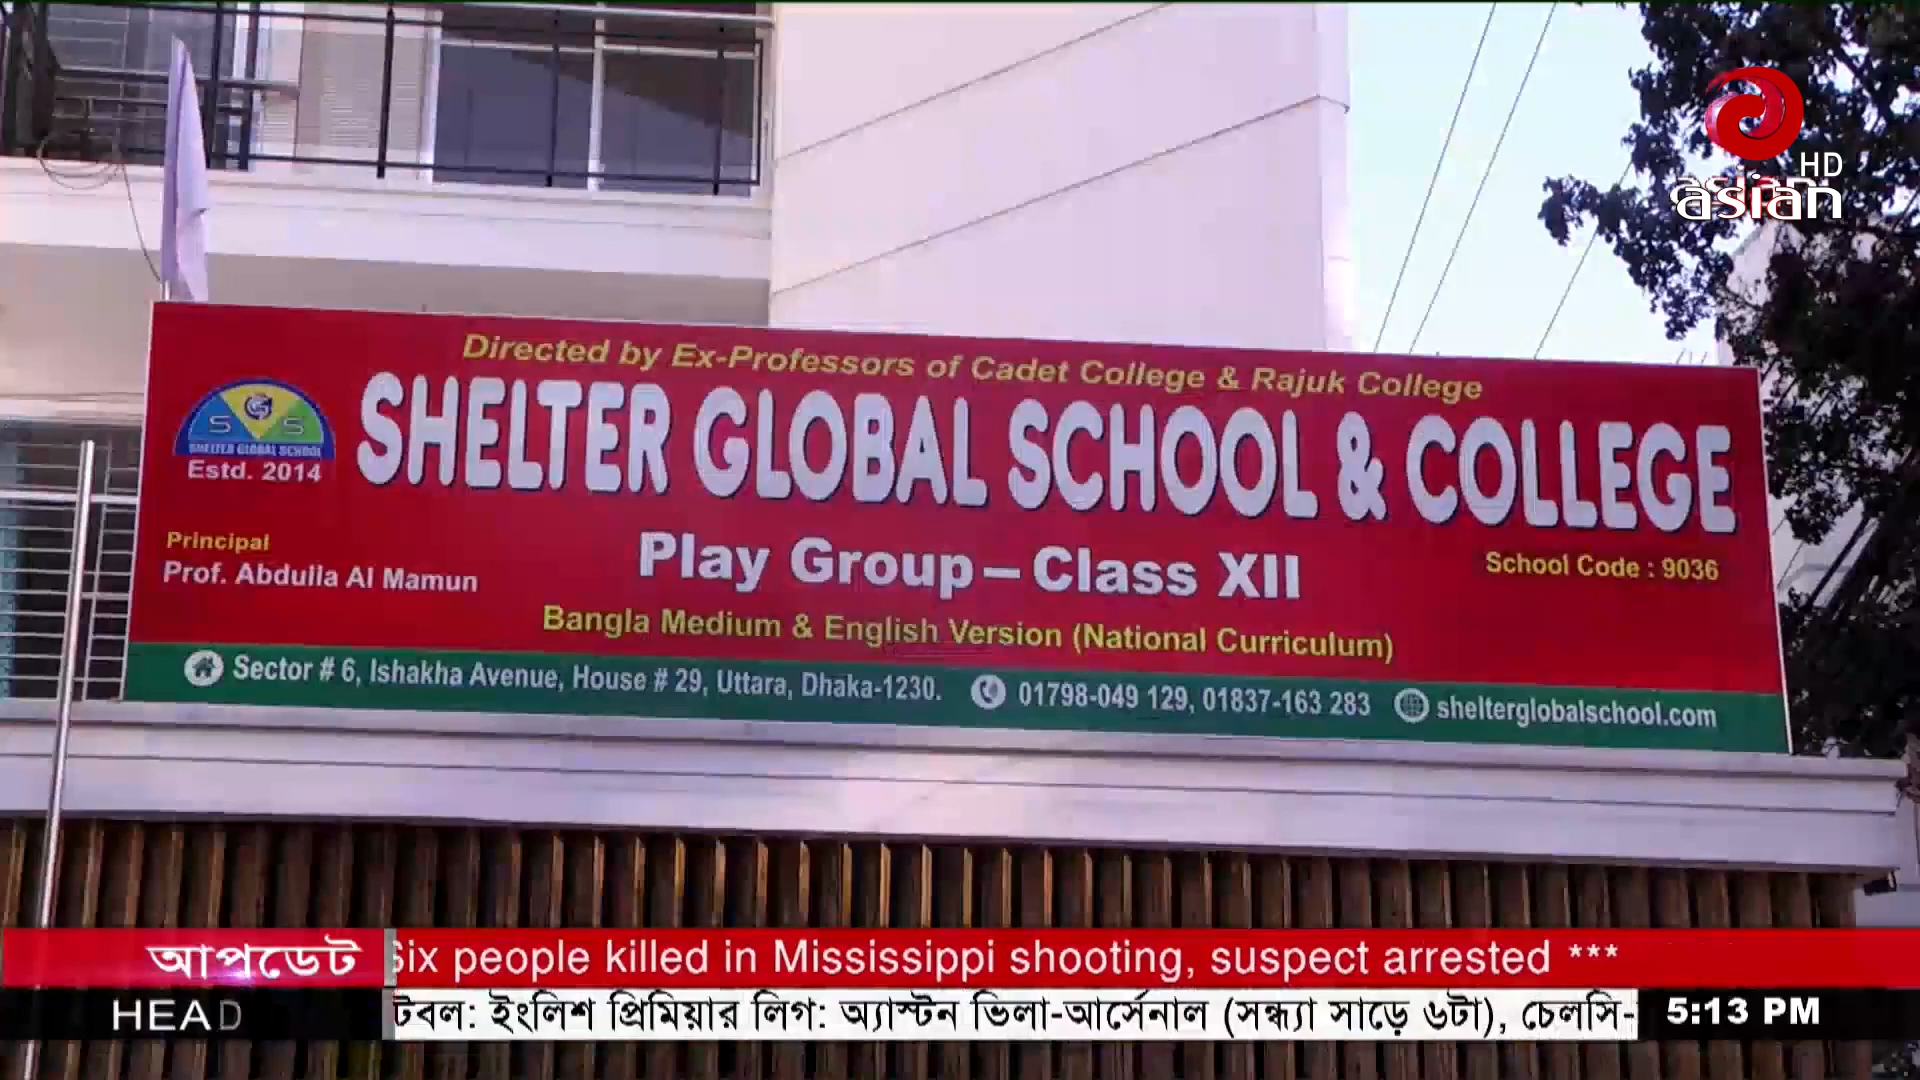 HD
asian
Directed by Ex-Professors of Cadet College & Rajuk College
SHELTER GLOBAL SCHOOL & COLLEGE
S S
SHELTER GLOBAL SCHOOL
Estd. 2014
Play Group – Class XII
Principal
Prof. Abdulla Al Mamun
School Code : 9036
Bangla Medium & English Version (National Curriculum)
Sector # 6, Ishakha Avenue, House # 29, Uttara, Dhaka-1230. 01798-049 129, 01837-163 283 shelterglobalschool.com
আপডেট Six people killed in Mississippi shooting, suspect arrested ***
HEAD টবল: ইংলিশ প্রিমিয়ার লিগ: অ্যাস্টন ভিলা-আর্সেনাল (সন্ধ্যা সাড়ে ৬টা), চেলসি- 5:13 PM